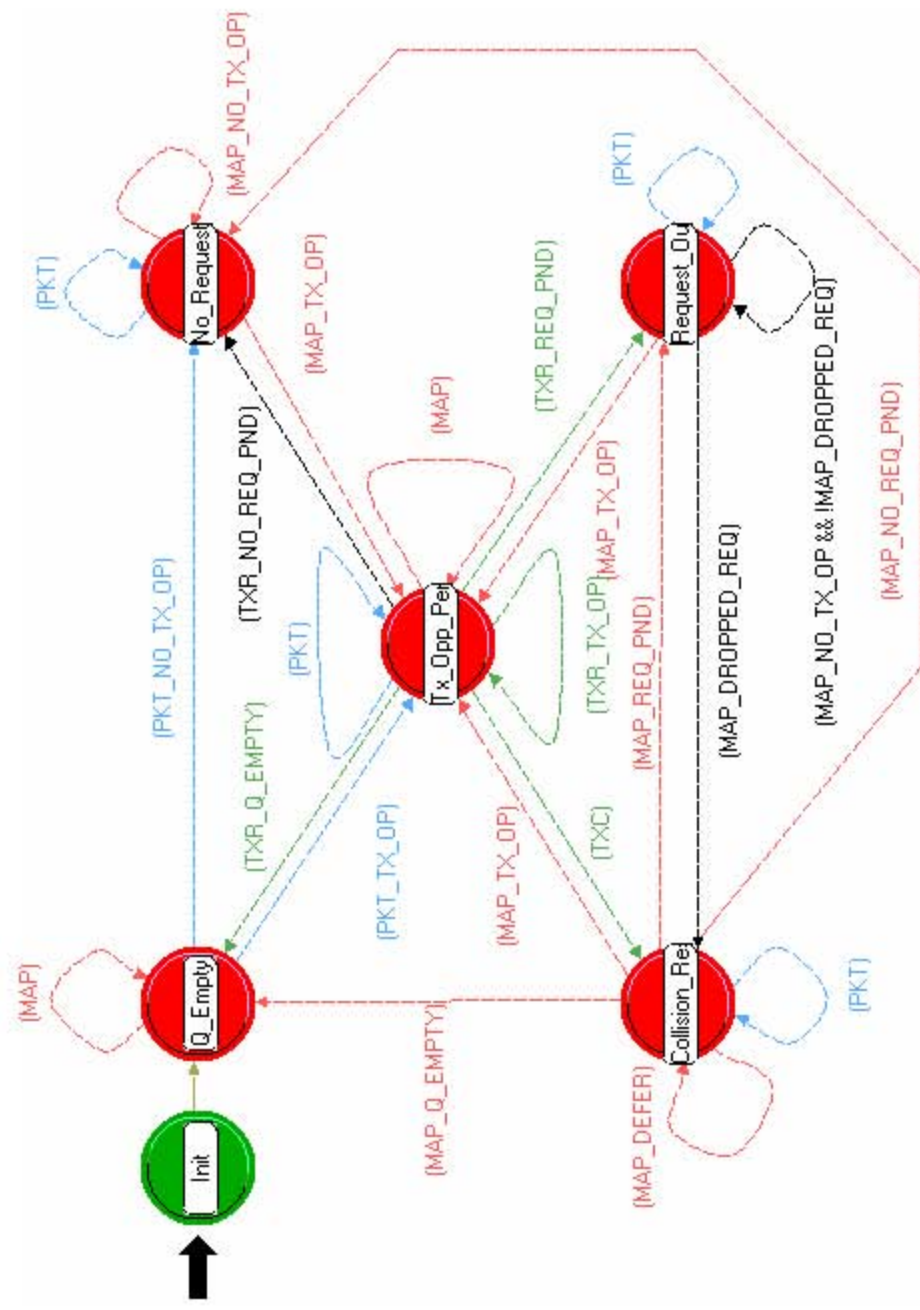 (MAP)
(PKT)
(PKT_NO_TX_OP)
Init
Q_Empty
No_Request
(MAP_NO_TX_OP)
(TXR_NO_REQ_PND)
(TXR_Q_EMPTY)
(PKT)
(MAP_TX_OP)
(PKT_TX_OP)
(MAP_Q_EMPTY)
Tx_Opp_Per
(MAP)
(MAP_TX_OP)
(TXR_REQ_PND)
(TXC)
(TXR_TX_OP)
(MAP_TX_OP)
(PKT)
(MAP_DEFER)
(MAP_REQ_PND)
Collision_Re
Request_Ou
(MAP_DROPPED_REQ)
(MAP_NO_TX_OP && !MAP_DROPPED_REQ)
(PKT)
(MAP_NO_REQ_PND)